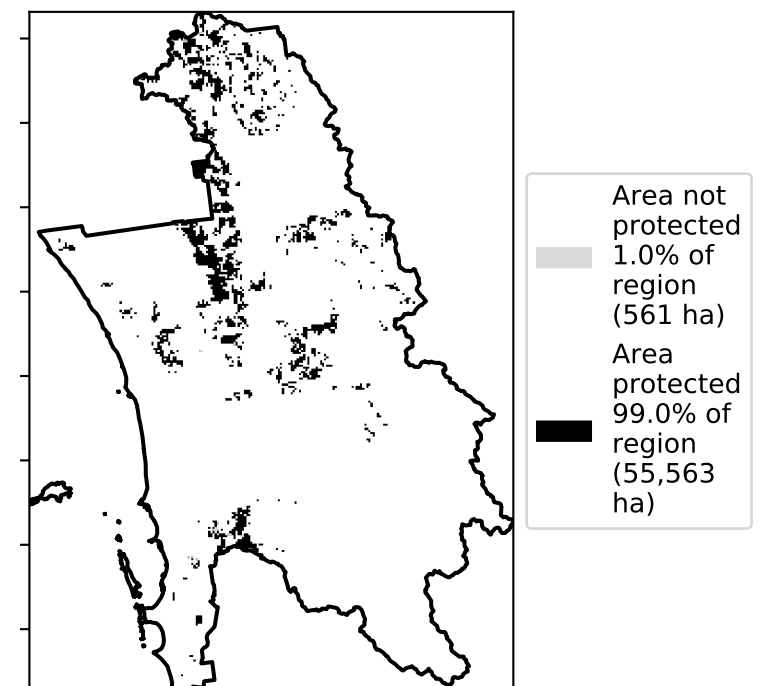 Area not
protected
1.0% of
region
(561 ha)
Area
protected
99.0% of
region
(55,563
ha)